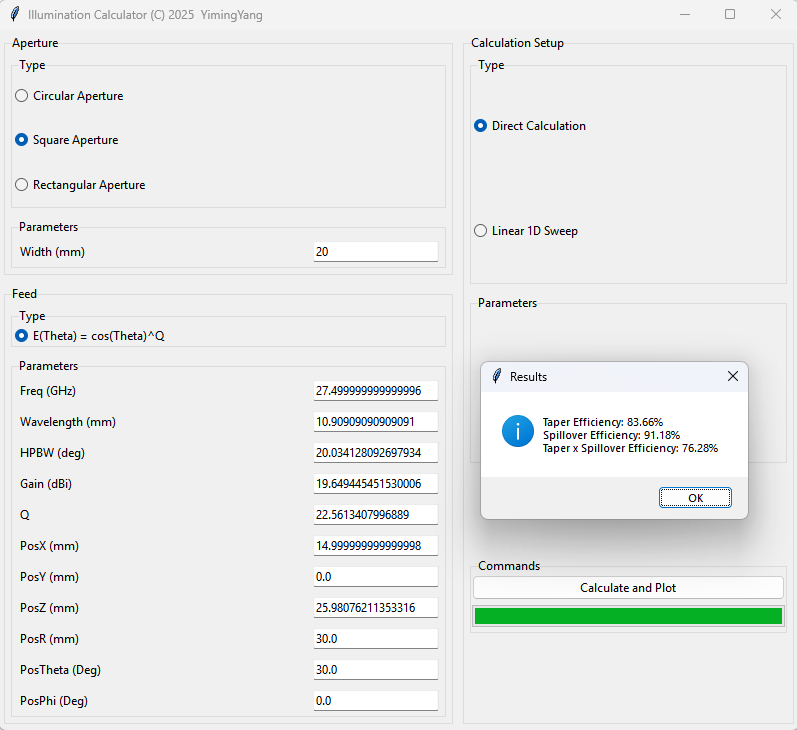 Illumination Calculator (C) 2025  YimingYang
Aperture
Type
Circular Aperture
Square Aperture
Rectangular Aperture
Parameters
Width (mm) 20
Feed
Type
E(Theta) = cos(Theta)^Q
Parameters
Freq (GHz) 27.499999999999996
Wavelength (mm) 10.90909090909091
HPBW (deg) 20.034128092697934
Gain (dBi) 19.649445451530006
Q 22.5613407996889
PosX (mm) 14.999999999999998
PosY (mm) 0.0
PosZ (mm) 25.98076211353316
PosR (mm) 30.0
PosTheta (Deg) 30.0
PosPhi (Deg) 0.0
Calculation Setup
Type
Direct Calculation
Linear 1D Sweep
Parameters
Results
Taper Efficiency: 83.66%
Spillover Efficiency: 91.18%
Taper x Spillover Efficiency: 76.28%
OK
Commands
Calculate and Plot